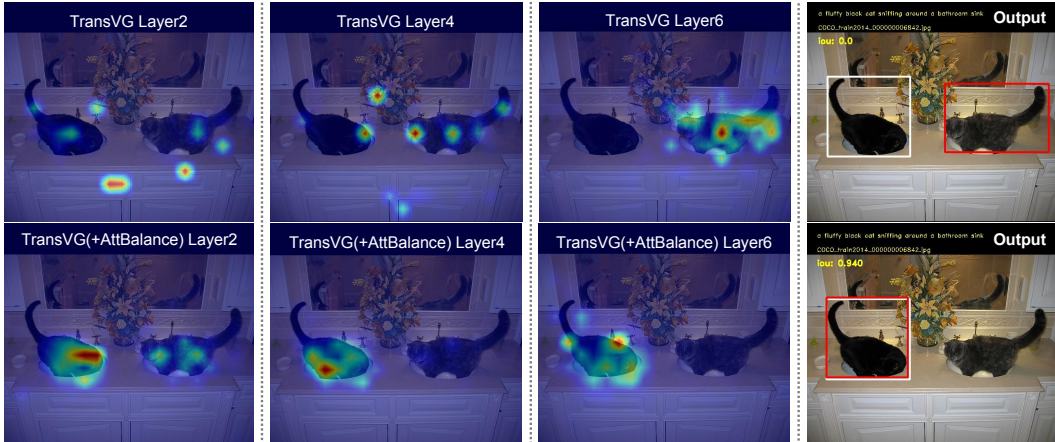 TransVG Layer2
TransVG Layer4
TransVG Layer6
a fluffy black cat sniffing around a bathroom sink
Output
COCO_train2014_000000006842.jpg
iou: 0.0
TransVG(+AttBalance) Layer2
TransVG(+AttBalance) Layer4
TransVG(+AttBalance) Layer6
a fluffy black cat sniffing around a bathroom sink
Output
COCO_train2014_000000006842.jpg
iou: 0.940